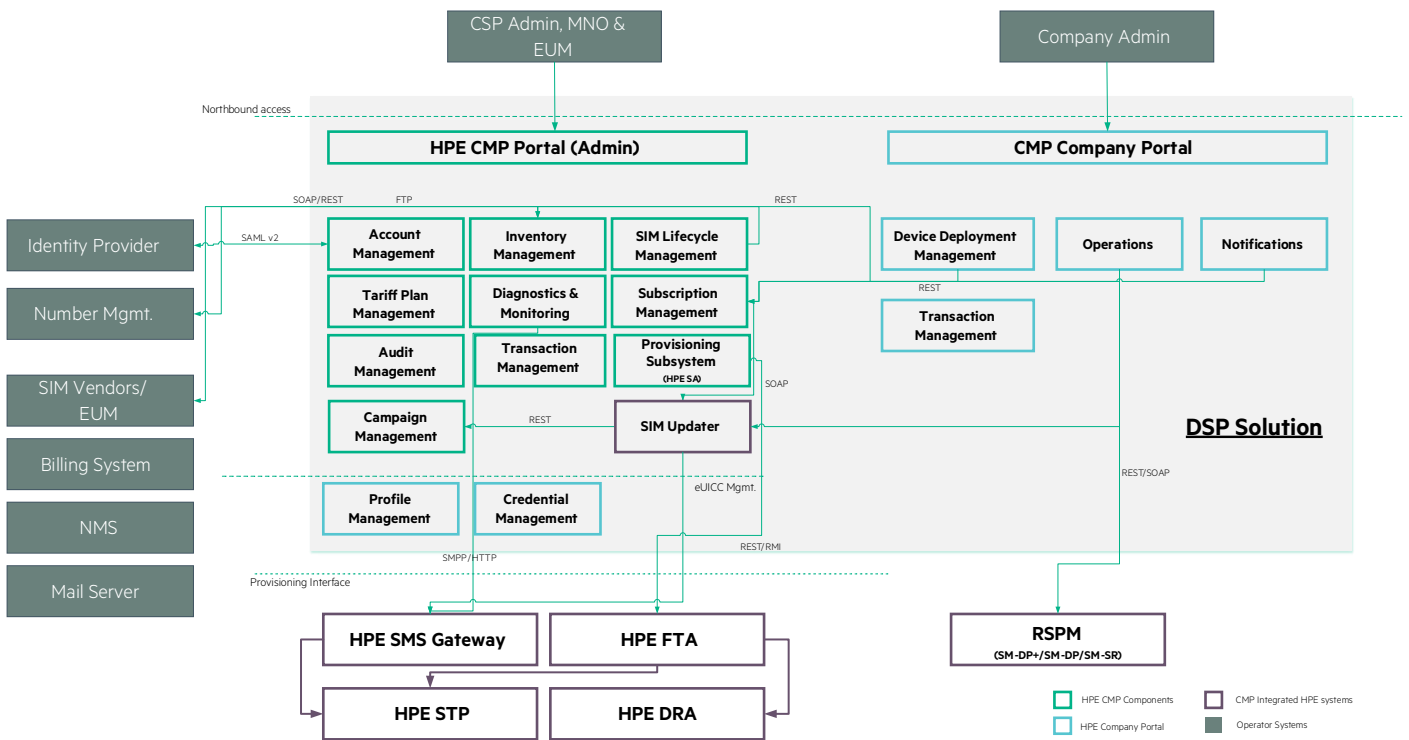 CSP Admin, MNO &
EUM
Company Admin
Northbound access
HPE CMP Portal (Admin)
CMP Company Portal
SOAP/REST
FTP
REST
Identity Provider
SAML v2
Account
Management
Inventory
Management
SIM Lifecycle
Management
Device Deployment
Management
Operations
Notifications
Number Mgmt.
Tariff Plan
Management
Diagnostics &
Monitoring
Subscription
Management
REST
Transaction
Management
Audit
Management
Transaction
Management
Provisioning
Subsystem
(HPE SA)
SOAP
SIM Vendors/
EUM
Campaign
Management
REST
SIM Updater
DSP Solution
Billing System
REST/SOAP
eUICC Mgmt.
Profile
Management
Credential
Management
NMS
SMPP/HTTP
REST/RMI
Mail Server
Provisioning Interface
HPE SMS Gateway
HPE FTA
RSPM
(SM-DP+/SM-DP/SM-SR)
HPE STP
HPE DRA
HPE CMP Components
CMP Integrated HPE systems
HPE Company Portal
Operator Systems